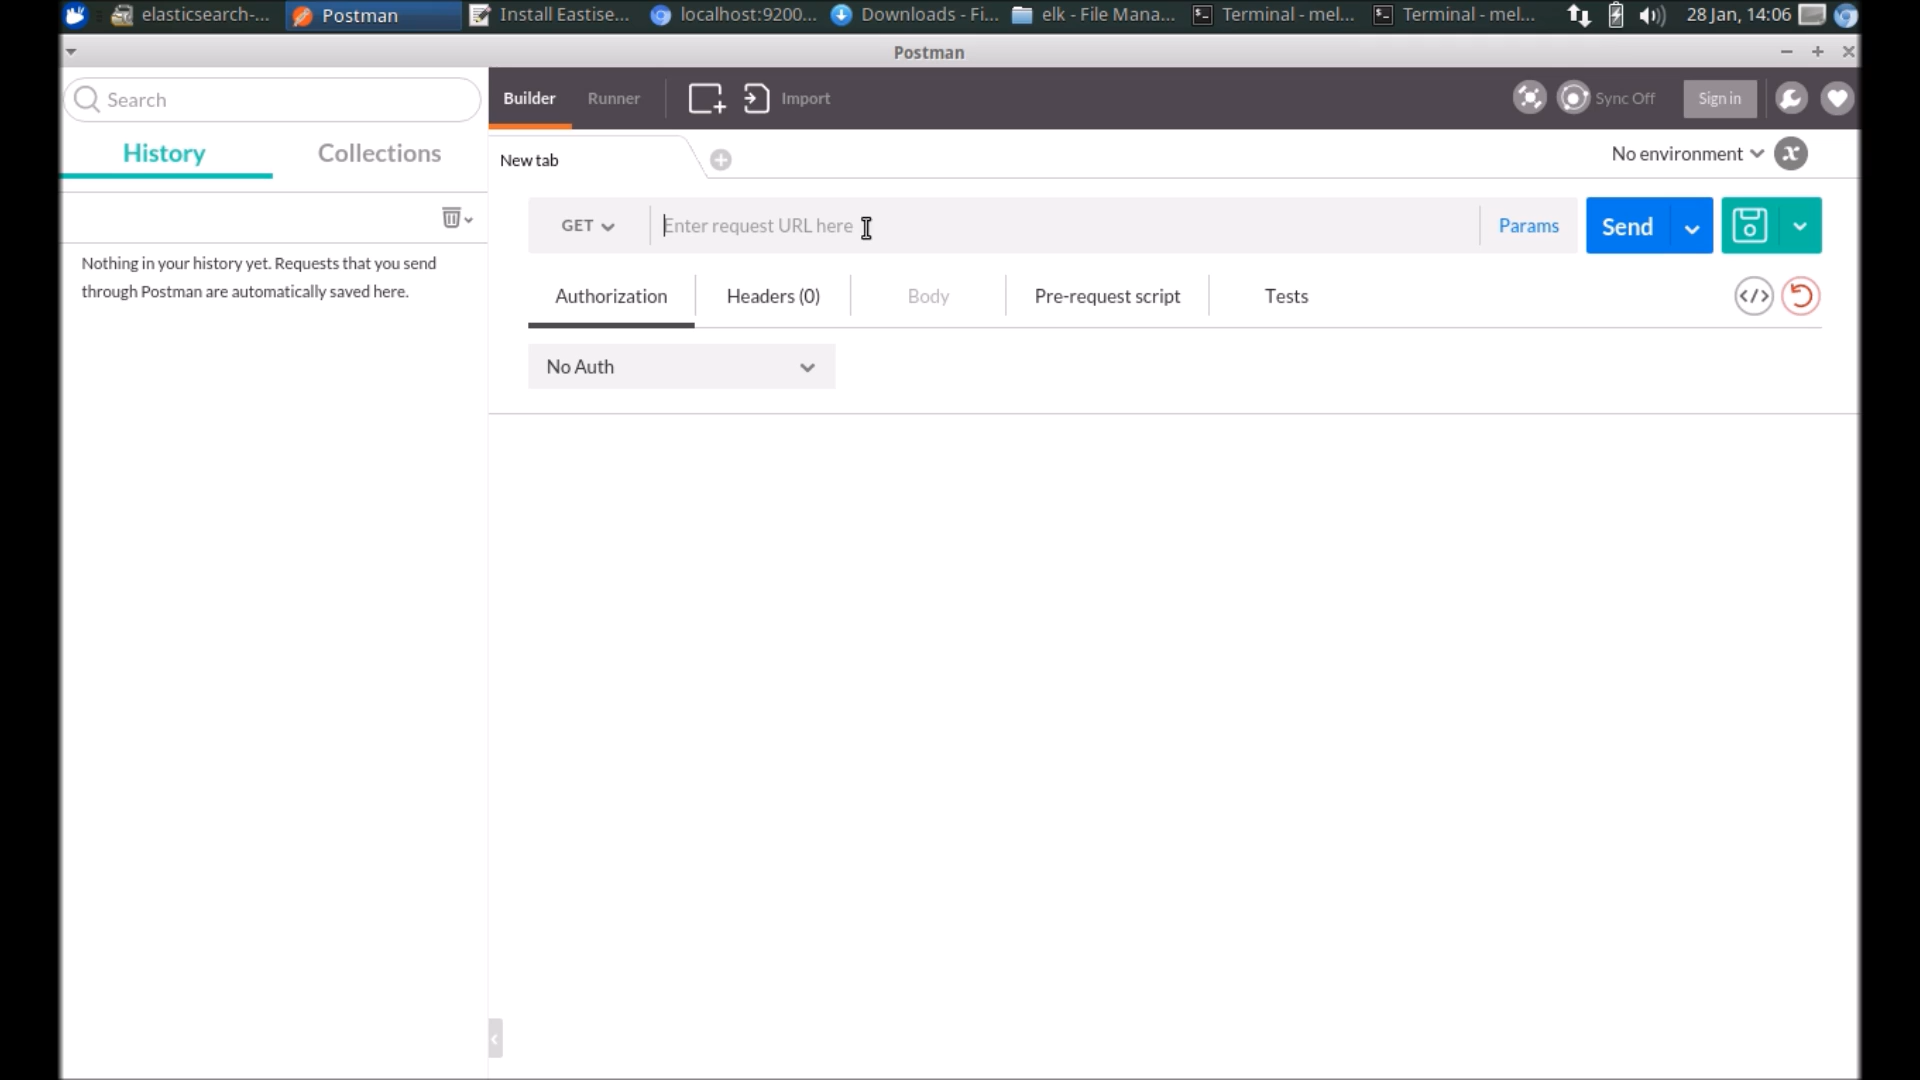 elasticsearch-...
Postman
Install Eastise...
localhost:9200...
Downloads - Fi...
elk - File Mana...
Terminal - mel...
Terminal - mel...
28 Jan, 14:06
Postman
Search
Builder
Runner
Import
Sync Off
Sign in
History
Collections
New tab
No environment
x
GET
Enter request URL here
Params
Send
Nothing in your history yet. Requests that you send
through Postman are automatically saved here.
Authorization
Headers (0)
Body
Pre-request script
Tests
</>
No Auth